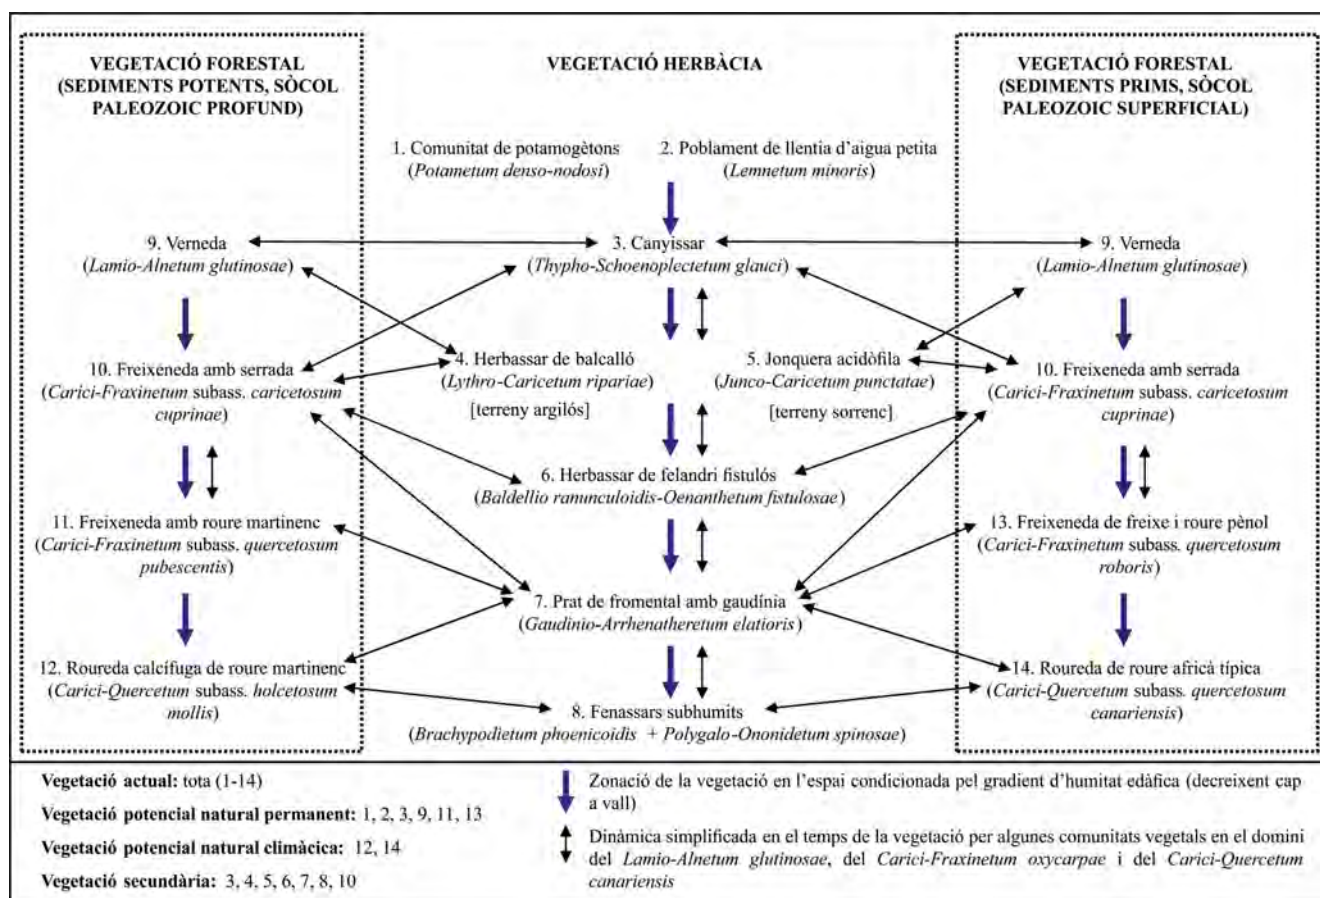 VEGETACIÓ FORESTAL
(SEDIMENTS POTENTS, SÒCOL
PALEOZOIC PROFUND)
VEGETACIÓ HERBÀCIA
VEGETACIÓ FORESTAL
(SEDIMENTS PRIMS, SÒCOL
PALEOZOIC SUPERFICIAL)
1. Comunitat de potamogètons
(Potametum denso-nodosi)
2. Poblament de llentia d'aigua petita
(Lemnetum minoris)
9. Verneda
(Lamio-Alnetum glutinosae)
3. Canyissar
(Thypho-Schoenoplectetum glauci)
9. Verneda
(Lamio-Alnetum glutinosae)
10. Freixeneda amb serrada
(Carici-Fraxinetum subass. caricetosum
cuprinae)
4. Herbassar de balcalló
(Lythro-Caricetum ripariae)
[terreny argilós]
5. Jonquera acidòfila
(Junco-Caricetum punctatae)
[terreny sorrenc]
10. Freixeneda amb serrada
(Carici-Fraxinetum subass. caricetosum
cuprinae)
6. Herbassar de felandri fistulós
(Baldellio ranunculoidis-Oenanthetum fistulosae)
11. Freixeneda amb roure martinenc
(Carici-Fraxinetum subass. quercetosum
pubescentis)
13. Freixeneda de freixe i roure pènol
(Carici-Fraxinetum subass. quercetosum
roboris)
7. Prat de fromental amb gaudínia
(Gaudinio-Arrhenatheretum elatioris)
12. Roureda calcífuga de roure martinenc
(Carici-Quercetum subass. holcetosum
mollis)
14. Roureda de roure africà típica
(Carici-Quercetum subass. quercetosum
canariensis)
8. Fenassars subhumits
(Brachypodietum phoenicoidis + Polygalo-Ononidetum spinosae)
Vegetació actual: tota (1-14)
Vegetació potencial natural permanent: 1, 2, 3, 9, 11, 13
Vegetació potencial natural climàcica: 12, 14
Vegetació secundària: 3, 4, 5, 6, 7, 8, 10
Zonació de la vegetació en l'espai condicionada pel gradient d'humitat edàfica (decreixent cap
a vall)
Dinàmica simplificada en el temps de la vegetació per algunes comunitats vegetals en el domini
del Lamio-Alnetum glutinosae, del Carici-Fraxinetum oxycarpae i del Carici-Quercetum
canariensis